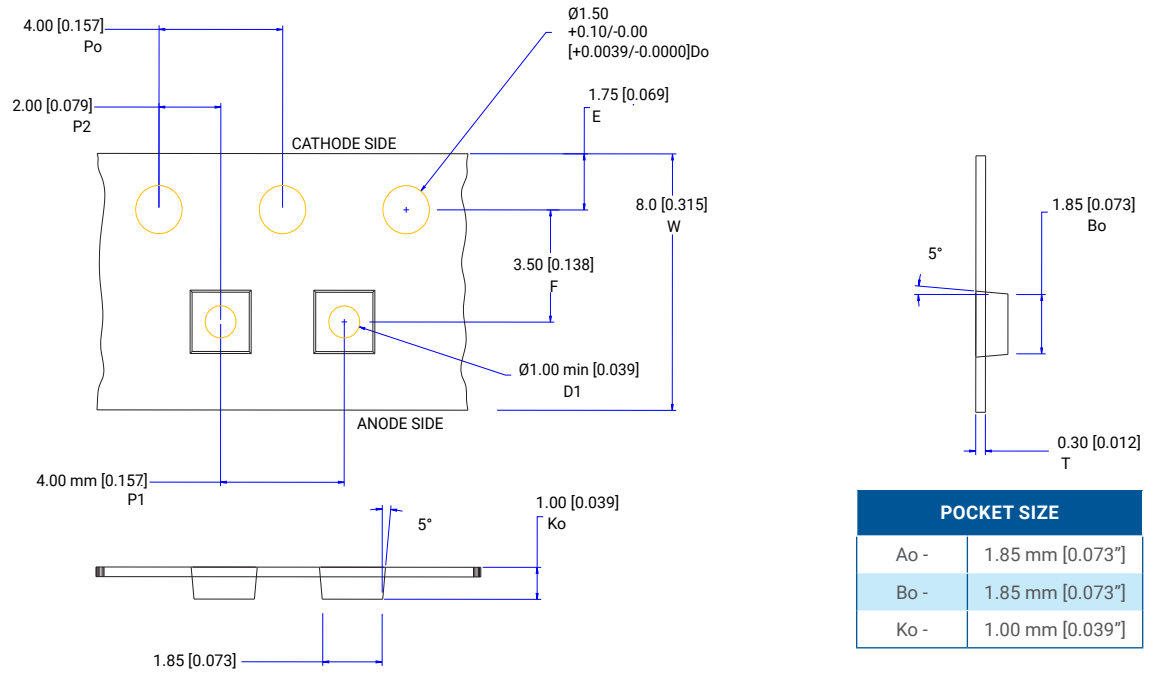 4.00 [0.157]
Po
Ø1.50
+0.10/-0.00
[+0.0039/-0.0000]Do
2.00 [0.079]
P2
1.75 [0.069]
E
CATHODE SIDE
8.0 [0.315]
W
3.50 [0.138]
F
Ø1.00 min [0.039]
D1
ANODE SIDE
4.00 mm [0.157]
P1
5°
1.00 [0.039]
Ko
1.85 [0.073]
1.85 [0.073]
Bo
5°
0.30 [0.012]
T
POCKET SIZE
Ao - 1.85 mm [0.073”]
Bo - 1.85 mm [0.073”]
Ko - 1.00 mm [0.039”]